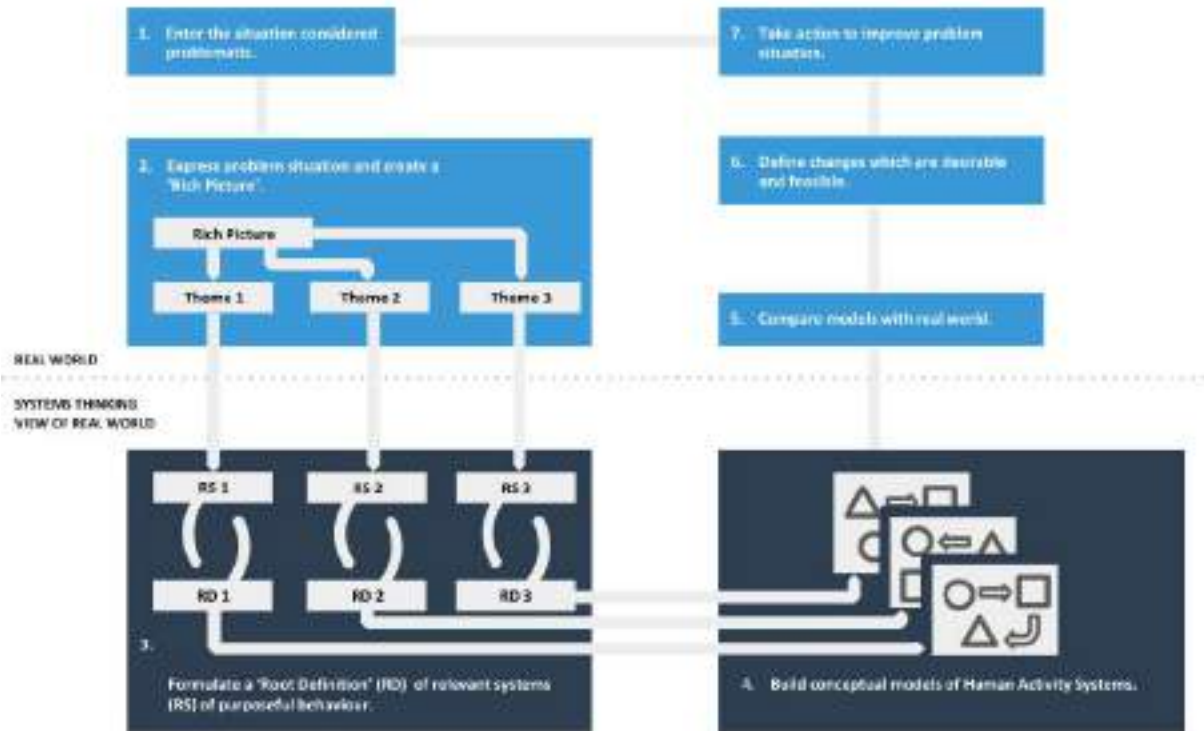 1. Enter the situation considered
problematic.
7. Take action to improve problem
situation.
2. Express problem situation and create a
'Rich Picture'.
6. Define changes which are desirable
and feasible.
Rich Picture
Theme 1
Theme 2
Theme 3
5. Compare models with real world.
REAL WORLD
SYSTEMS THINKING
VIEW OF REAL WORLD
RS 1
RS 2
RS 3
RD 1
RD 2
RD 3
3.
Formulate a 'Root Definition' (RD) of relevant systems
(RS) of purposeful behaviour.
4. Build conceptual models of Human Activity Systems.